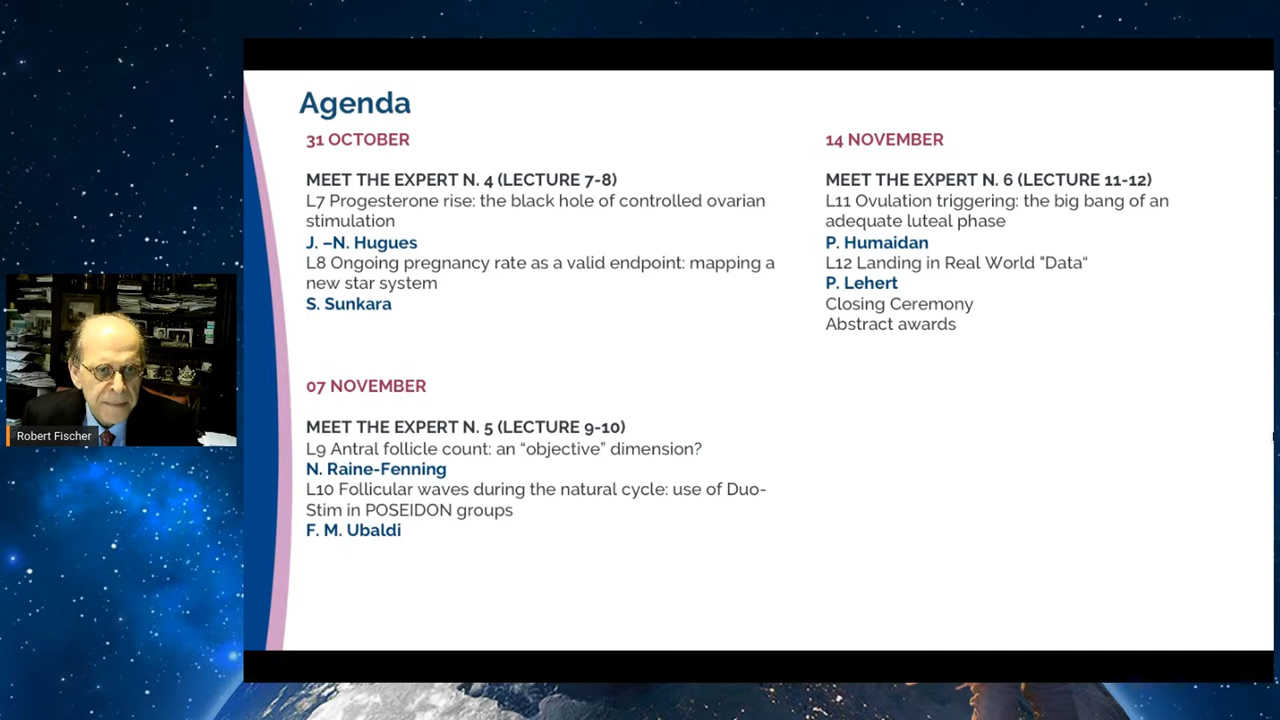 Agenda
31 OCTOBER
MEET THE EXPERT N. 4 (LECTURE 7-8)
L7 Progesterone rise: the black hole of controlled ovarian
stimulation
J. –N. Hugues
L8 Ongoing pregnancy rate as a valid endpoint: mapping a
new star system
S. Sunkara
07 NOVEMBER
MEET THE EXPERT N. 5 (LECTURE 9-10)
L9 Antral follicle count: an “objective” dimension?
N. Raine-Fenning
L10 Follicular waves during the natural cycle: use of Duo-
Stim in POSEIDON groups
F. M. Ubaldi
14 NOVEMBER
MEET THE EXPERT N. 6 (LECTURE 11-12)
L11 Ovulation triggering: the big bang of an
adequate luteal phase
P. Humaidan
L12 Landing in Real World "Data“
P. Lehert
Closing Ceremony
Abstract awards
Robert Fischer